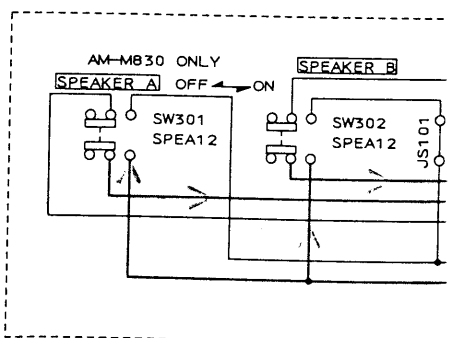 AM-M830 ONLY
SPEAKER A OFF ON
SPEAKER B
SW301
SPEA12
SW302
SPEA12
JS101